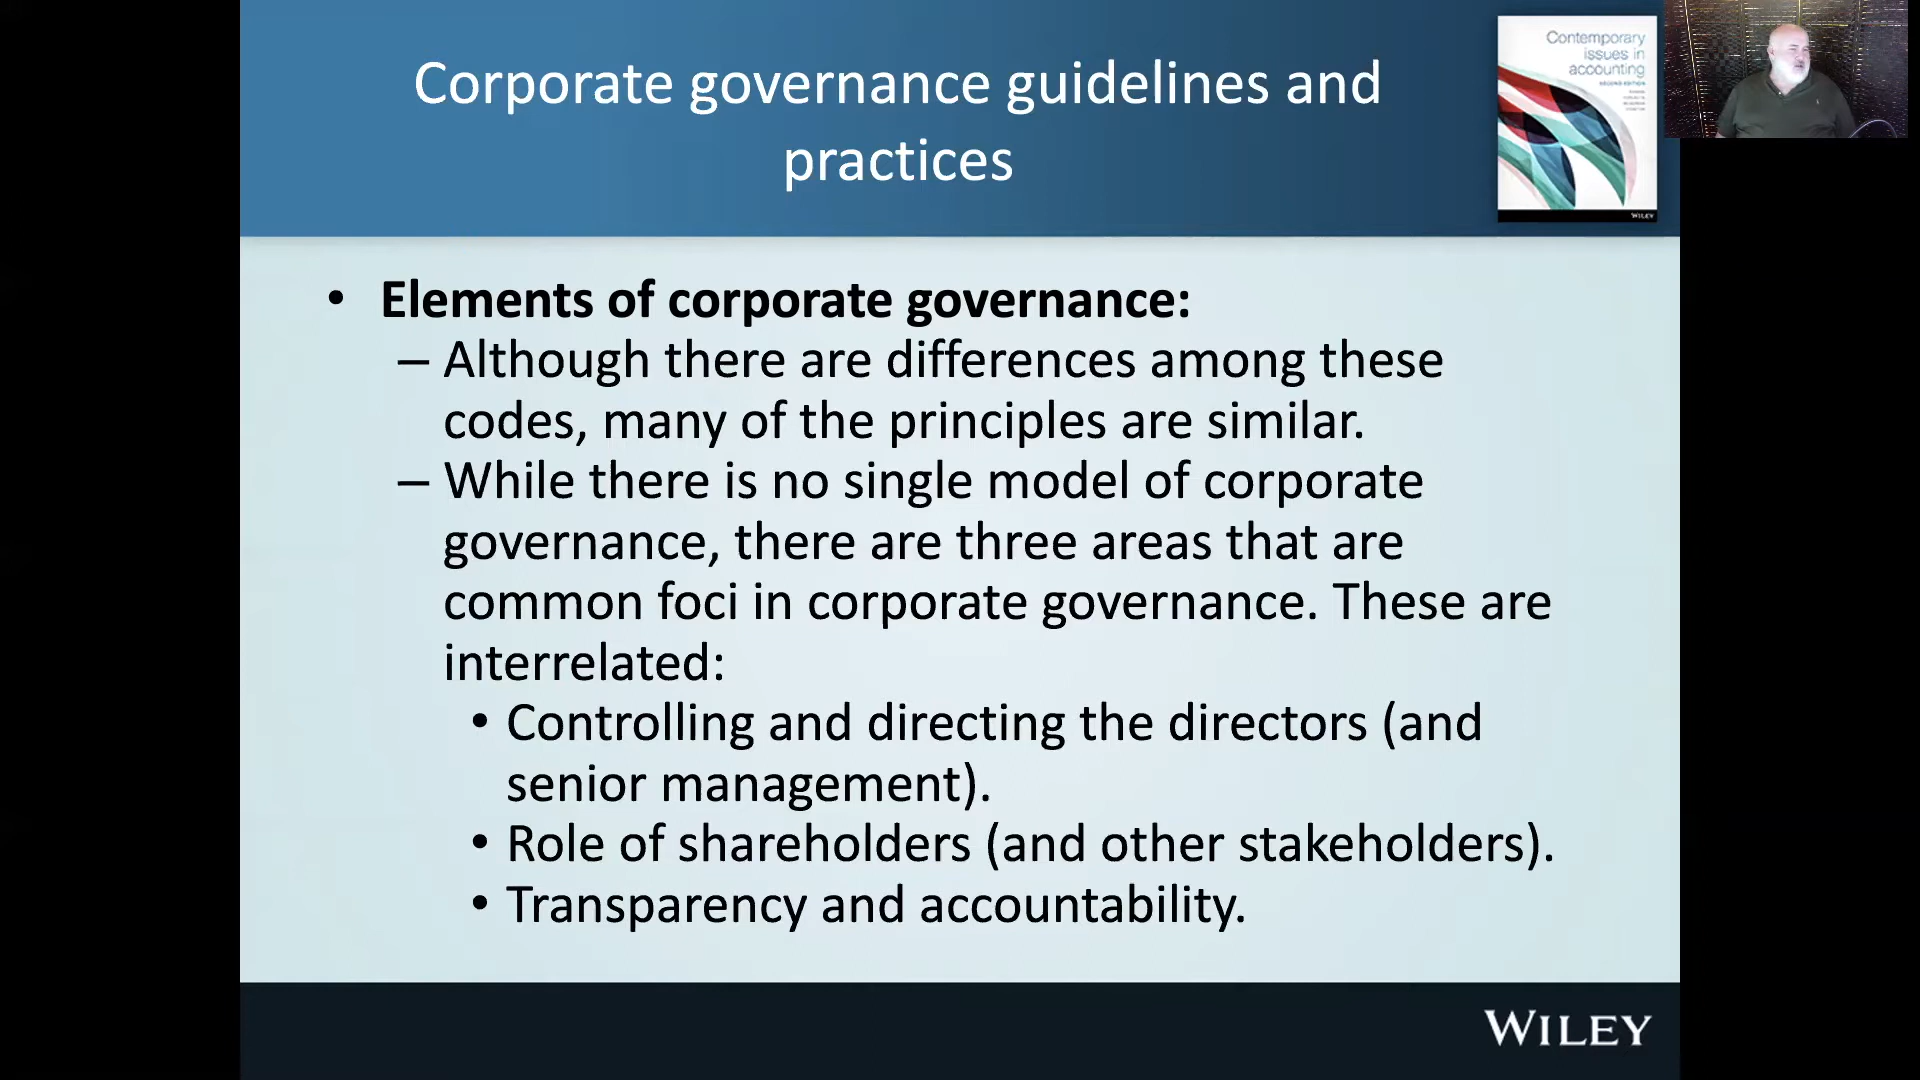 Corporate governance guidelines and
practices
Contemporary
issues in
accounting
SECOND EDITION
WILEY
• Elements of corporate governance:
– Although there are differences among these
codes, many of the principles are similar.
– While there is no single model of corporate
governance, there are three areas that are
common foci in corporate governance. These are
interrelated:
• Controlling and directing the directors (and
senior management).
• Role of shareholders (and other stakeholders).
• Transparency and accountability.
WILEY